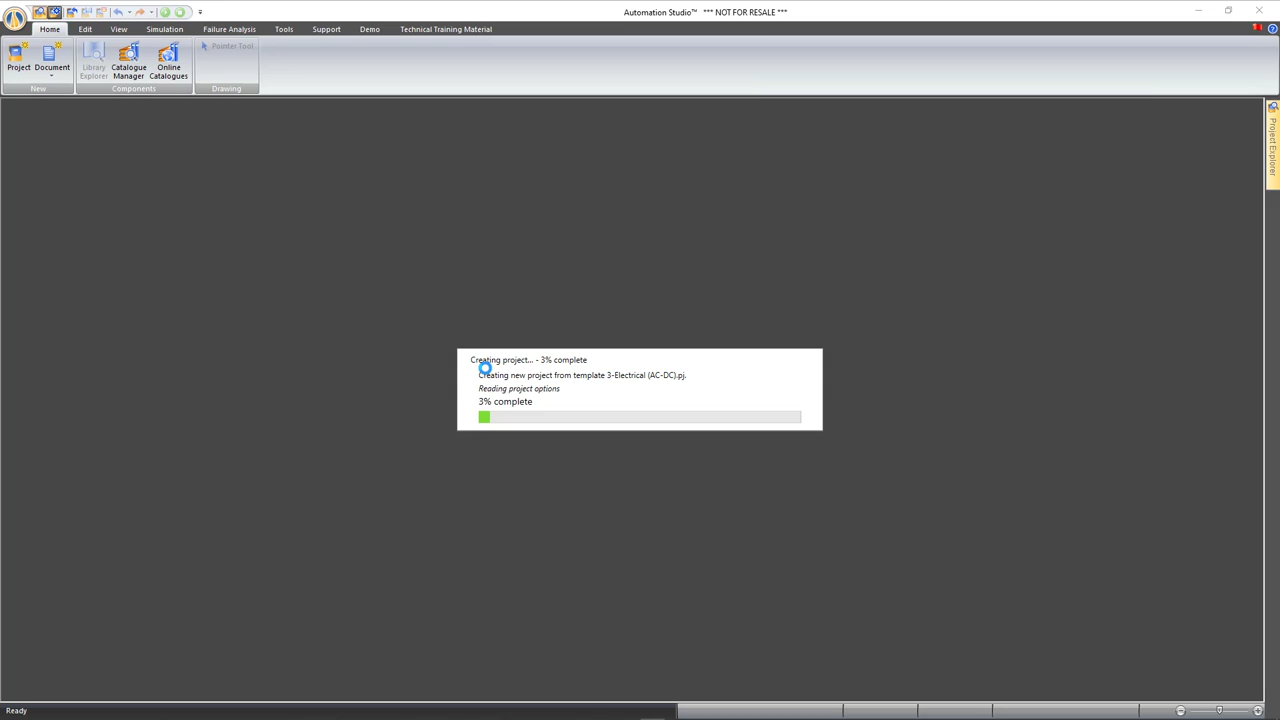 Automation Studio™ *** NOT FOR RESALE ***
Home Edit View Simulation Failure Analysis Tools Support Demo Technical Training Material
Project Document Library Explorer Catalogue Manager Online Catalogues Pointer Tool
New Components Drawing
Project Explorer
Creating project... - 3% complete
Creating new project from template 3-Electrical (AC-DC).pj.
Reading project options
3% complete
Ready